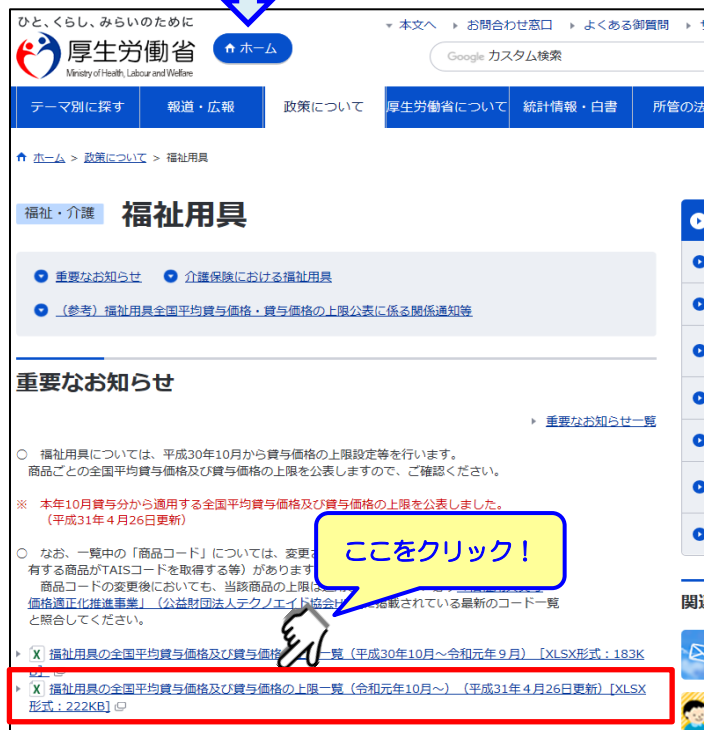 ひと、くらし、みらいのために
厚生労働省
Ministry of Health, Labour and Welfare
ホーム
本文へ お問合わせ窓口 よくある御質問
Google カスタム検索
テーマ別に探す 報道・広報 政策について 厚生労働省について 統計情報・白書 所管の法
ホーム > 政策について > 福祉用具
福祉・介護 福祉用具
重要なお知らせ 介護保険における福祉用具
(参考)福祉用具全国平均貸与価格・貸与価格の上限公表に係る関係通知等
重要なお知らせ
重要なお知らせ一覧
○ 福祉用具については、平成30年10月から貸与価格の上限設定等を行います。
商品ごとの全国平均貸与価格及び貸与価格の上限を公表しますので、ご確認ください。
※ 本年10月貸与分から適用する全国平均貸与価格及び貸与価格の上限を公表しました。
(平成31年4月26日更新)
○ なお、一覧中の「商品コード」については、変更
有する商品がTAISコードを取得する等)があります
商品コードの変更後においても、当該商品の上限は
価格適正化推進事業」(公益財団法人テクノエイド協会
掲載されている最新のコード一覧
と照合してください。
ここをクリック!
福祉用具の全国平均貸与価格及び貸与価格 一覧(平成30年10月~令和元年9月) [XLSX形式:183K
福祉用具の全国平均貸与価格及び貸与価格の上限一覧(令和元年10月~)(平成31年4月26日更新)[XLSX
形式:222KB]